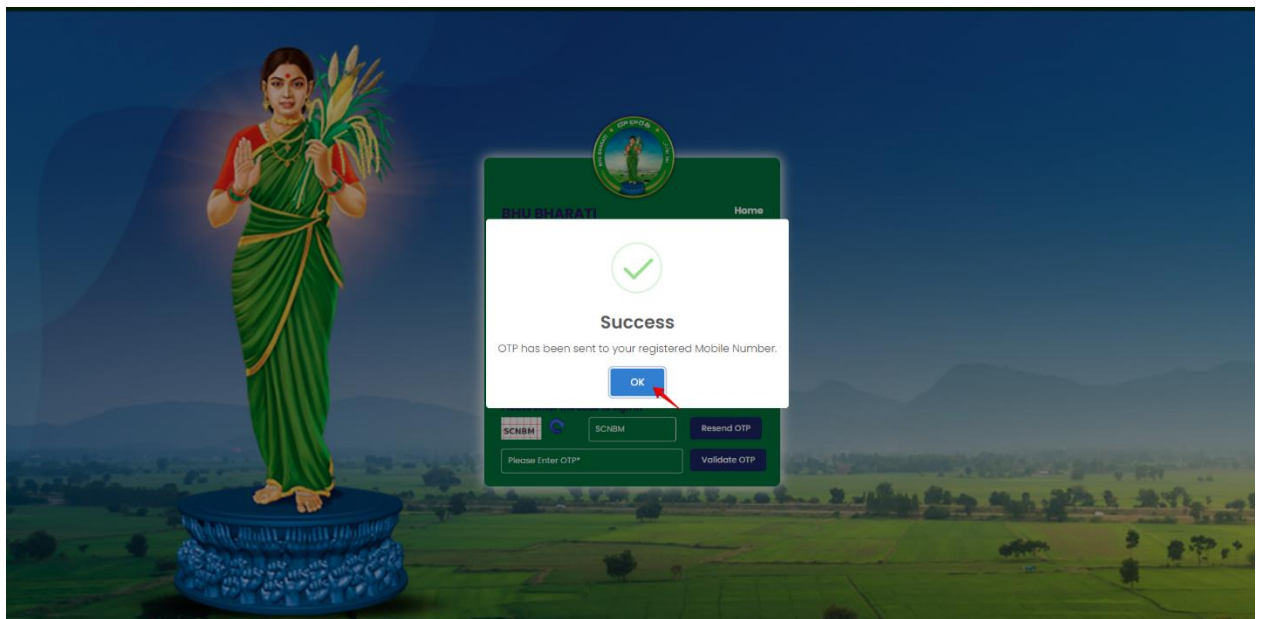 BHU BHARATI
Home
Success
OTP has been sent to your registered Mobile Number.
OK
SCNBM
SCNBM
Resend OTP
Please Enter OTP*
Validate OTP